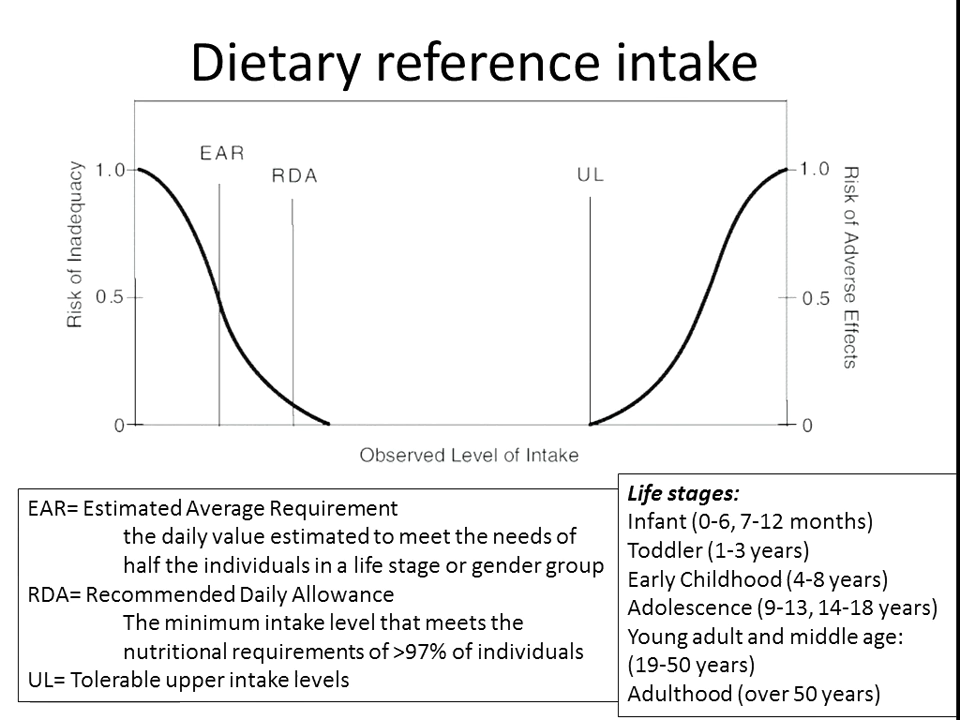 Dietary reference intake
EAR
RDA
UL
Risk of Inadequacy
1.0
0.5
0
1.0
0.5
0
Risk of Adverse Effects
Observed Level of Intake
EAR= Estimated Average Requirement
the daily value estimated to meet the needs of
half the individuals in a life stage or gender group
RDA= Recommended Daily Allowance
The minimum intake level that meets the
nutritional requirements of >97% of individuals
UL= Tolerable upper intake levels
Life stages:
Infant (0-6, 7-12 months)
Toddler (1-3 years)
Early Childhood (4-8 years)
Adolescence (9-13, 14-18 years)
Young adult and middle age:
(19-50 years)
Adulthood (over 50 years)